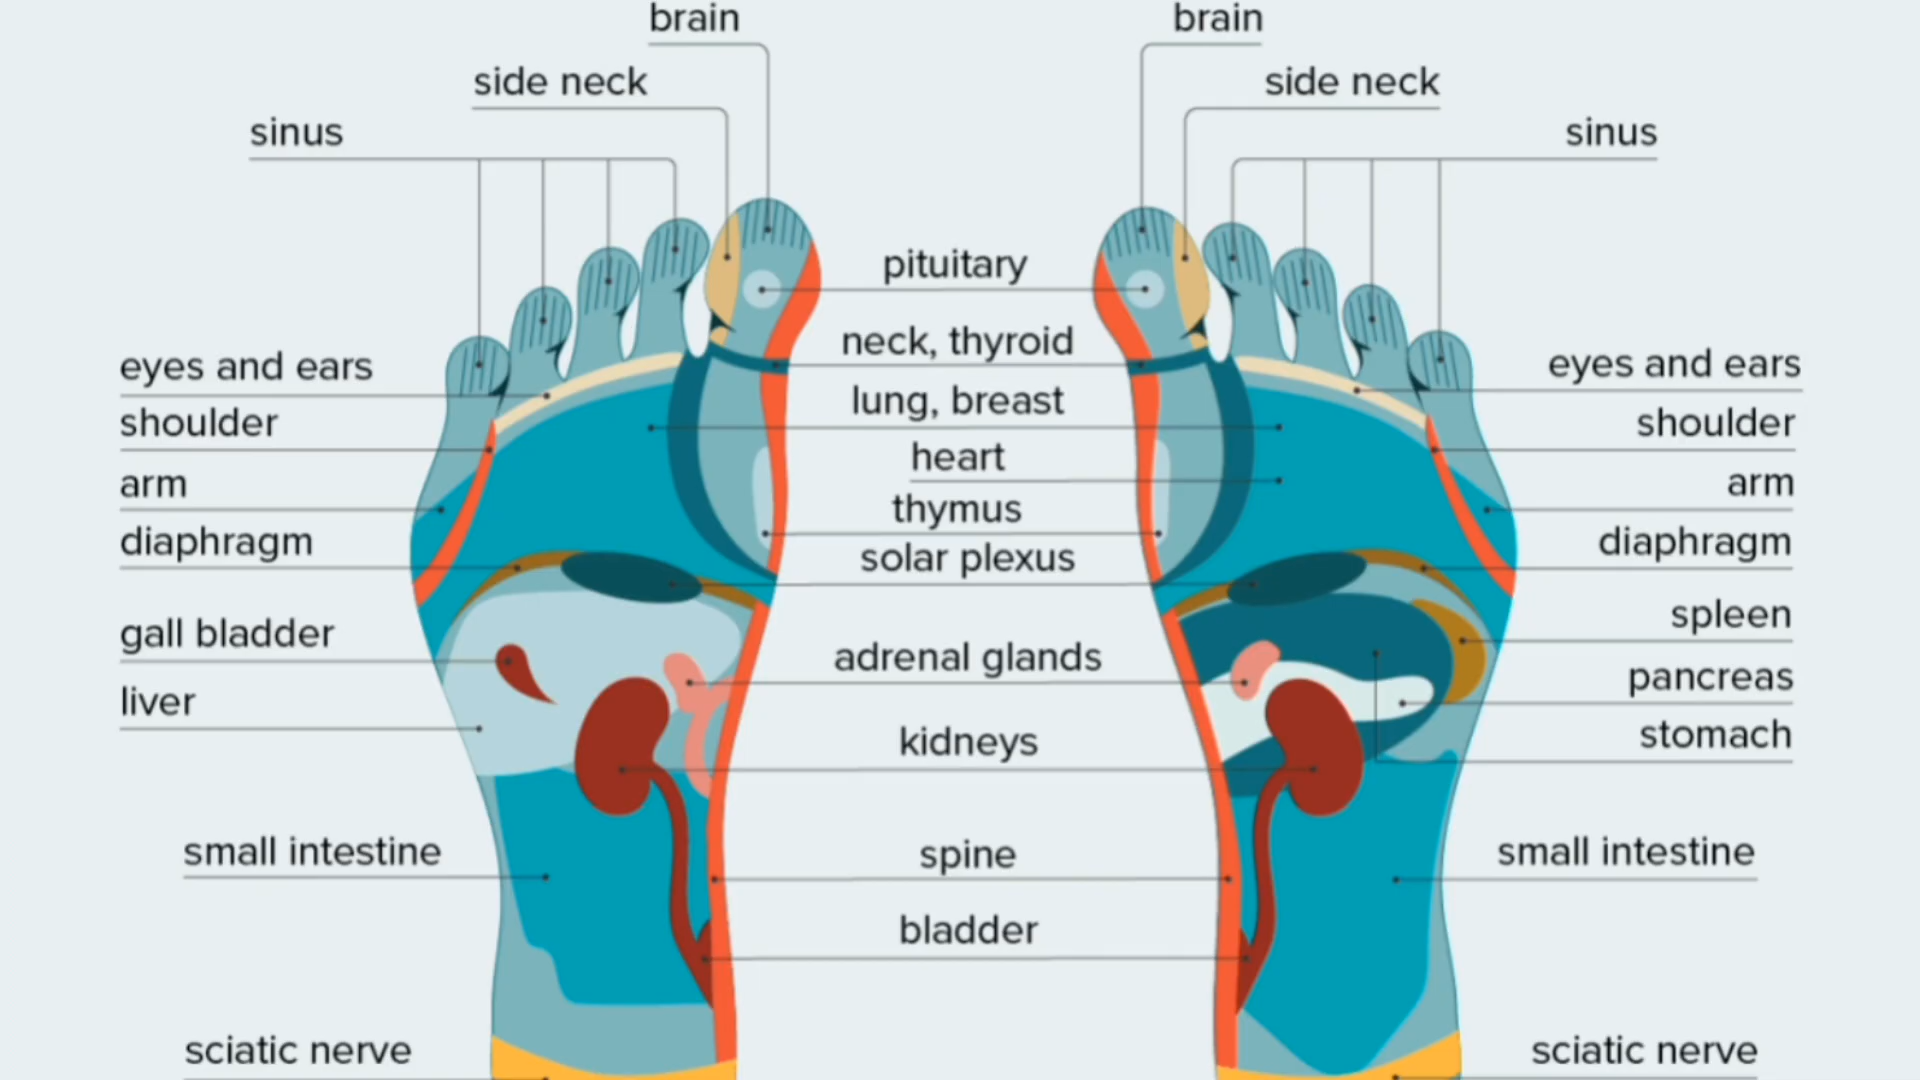 brain
brain
side neck
side neck
sinus
sinus
pituitary
neck, thyroid
eyes and ears
eyes and ears
lung, breast
shoulder
shoulder
heart
arm
arm
thymus
diaphragm
diaphragm
solar plexus
spleen
gall bladder
adrenal glands
pancreas
liver
stomach
kidneys
small intestine
small intestine
spine
bladder
sciatic nerve
sciatic nerve